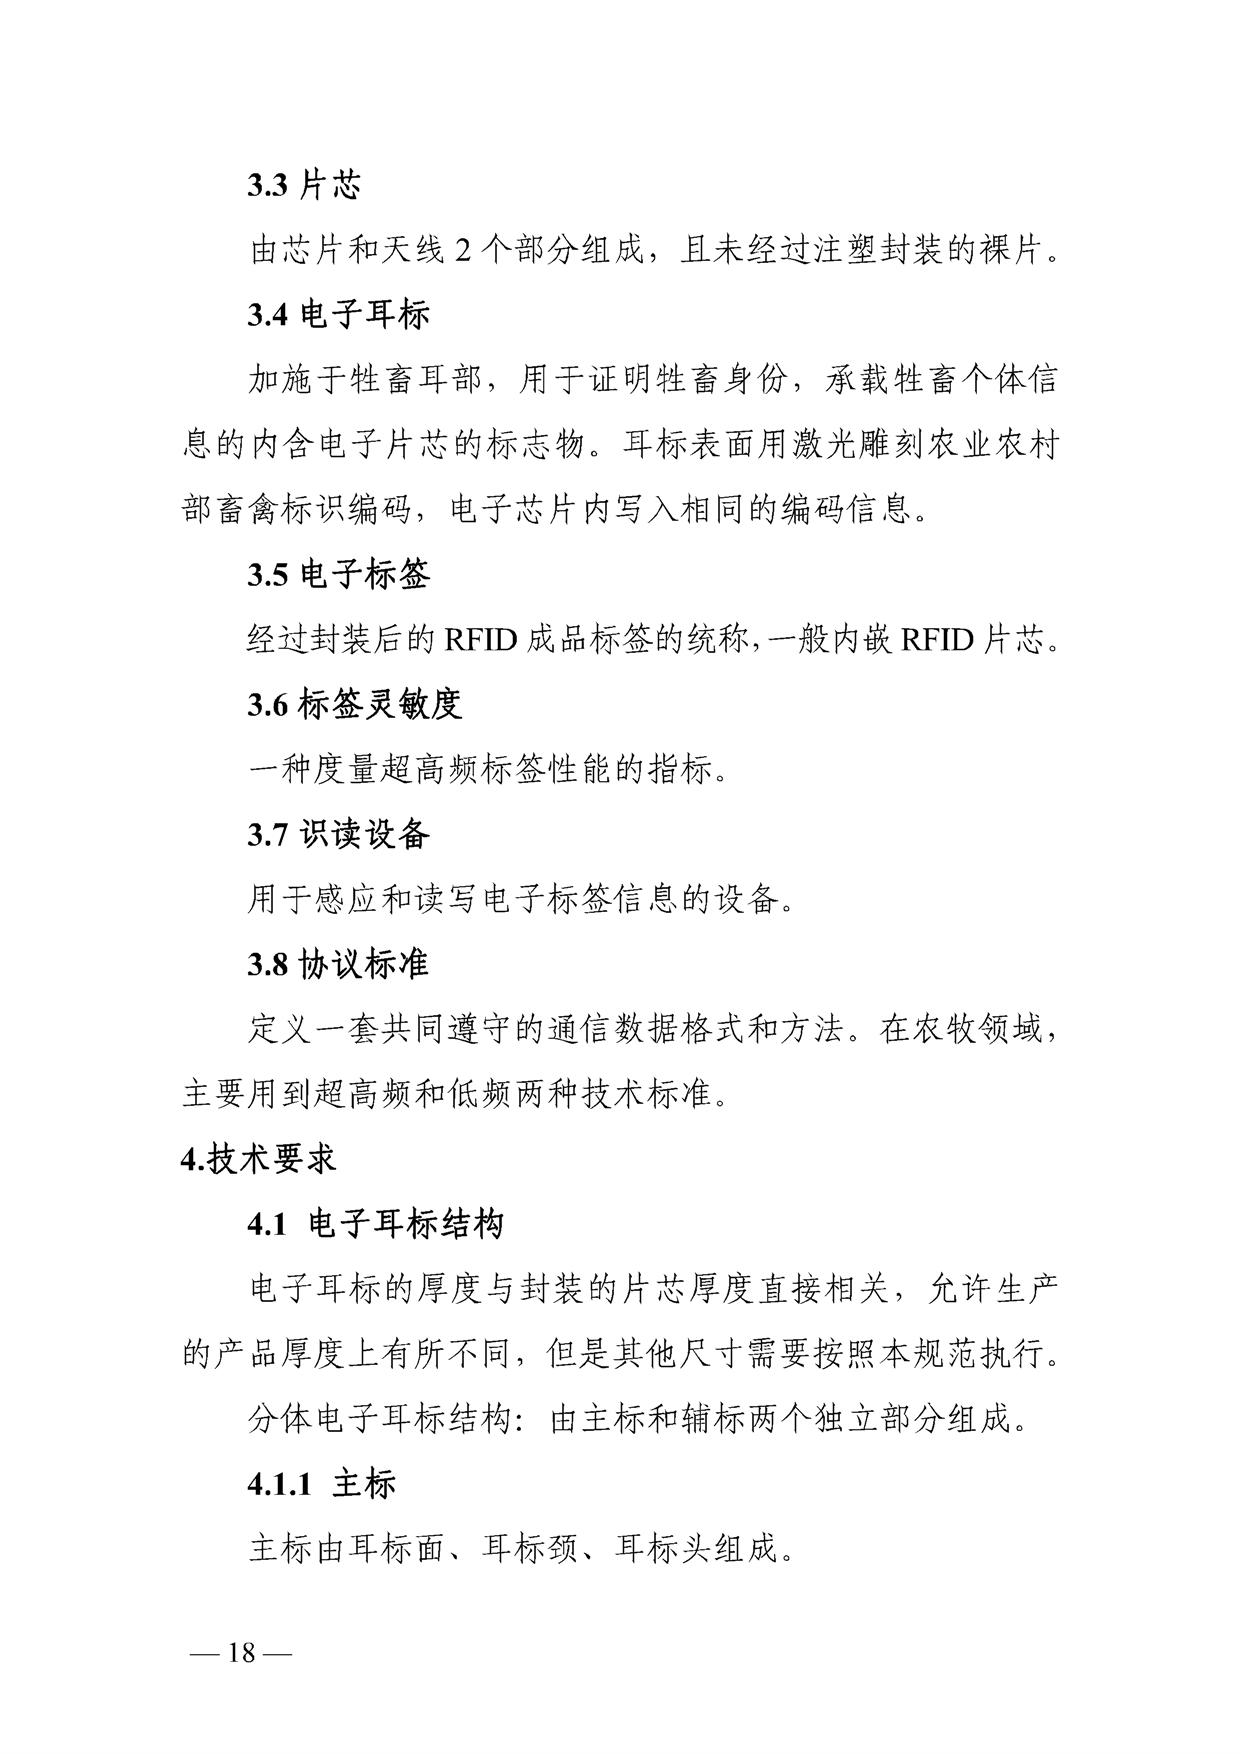 3.3 片芯
由芯片和天线 2 个部分组成，且未经过注塑封装的裸片。
3.4 电子耳标
加施于牲畜耳部，用于证明牲畜身份，承载牲畜个体信
息的内含电子片芯的标志物。耳标表面用激光雕刻农业农村
部畜禽标识编码，电子芯片内写入相同的编码信息。
3.5 电子标签
经过封装后的 RFID 成品标签的统称，一般内嵌 RFID 片芯。
3.6 标签灵敏度
一种度量超高频标签性能的指标。
3.7 识读设备
用于感应和读写电子标签信息的设备。
3.8 协议标准
定义一套共同遵守的通信数据格式和方法。在农牧领域，
主要用到超高频和低频两种技术标准。
4.技术要求
4.1 电子耳标结构
电子耳标的厚度与封装的片芯厚度直接相关，允许生产
的产品厚度上有所不同，但是其他尺寸需要按照本规范执行。
分体电子耳标结构：由主标和辅标两个独立部分组成。
4.1.1 主标
主标由耳标面、耳标颈、耳标头组成。
— 18 —